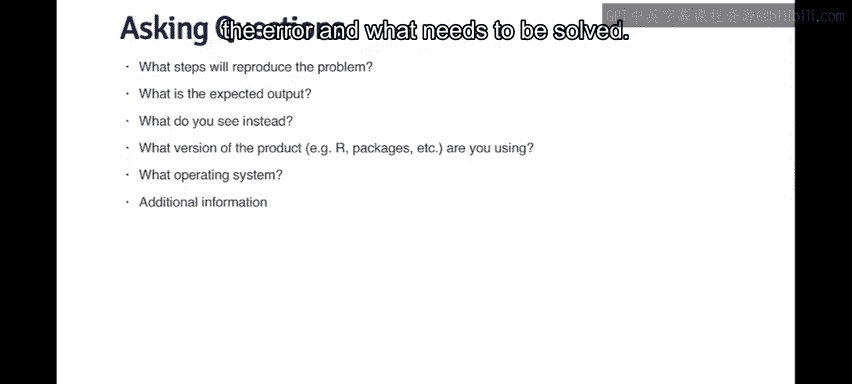 Asking Questions
the error and what needs to be solved.
· What steps will reproduce the problem?
· What is the expected output?
· What do you see instead?
· What version of the product (e.g. R, packages, etc.) are you using?
· What operating system?
· Additional information